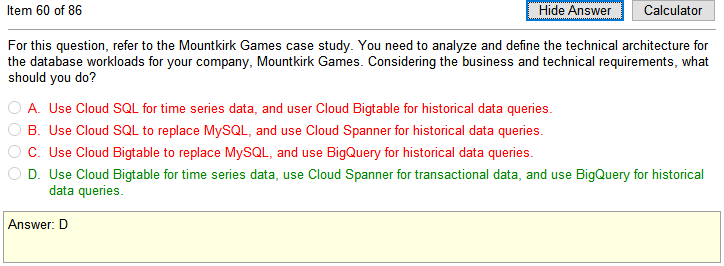 Item 60 of 86
Hide Answer
Calculator
For this question, refer to the Mountkirk Games case study. You need to analyze and define the technical architecture for
the database workloads for your company, Mountkirk Games. Considering the business and technical requirements, what
should you do?
A. Use Cloud SQL for time series data, and user Cloud Bigtable for historical data queries.
B. Use Cloud SQL to replace MySQL, and use Cloud Spanner for historical data queries.
C. Use Cloud Bigtable to replace MySQL, and use BigQuery for historical data queries.
D. Use Cloud Bigtable for time series data, use Cloud Spanner for transactional data, and use BigQuery for historical
data queries.
Answer: D